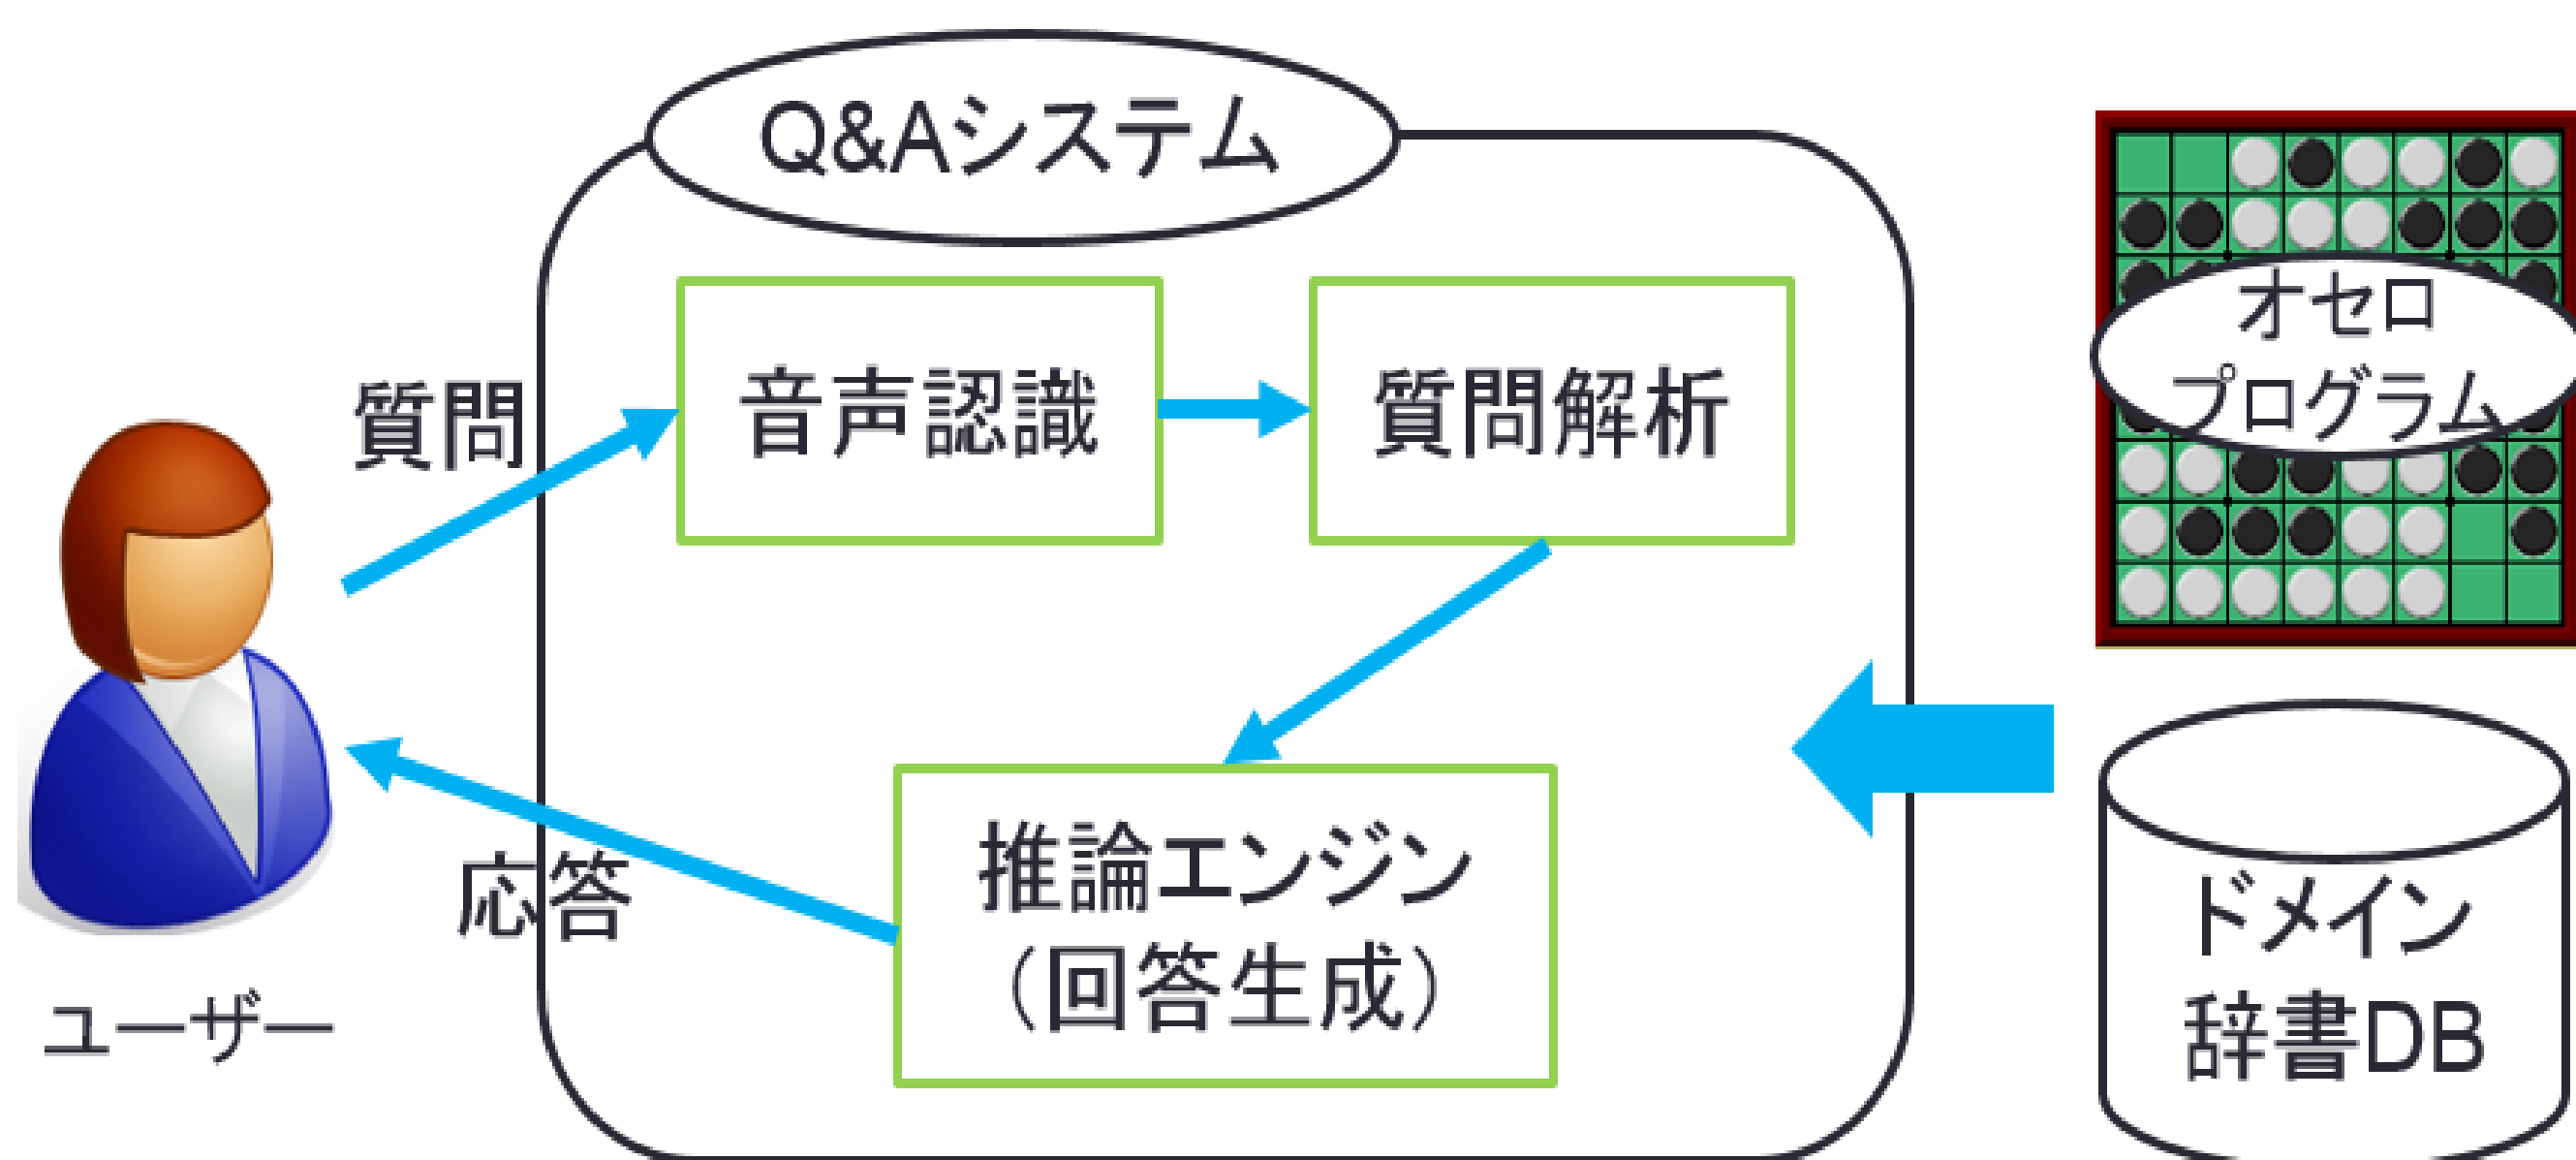 Q&Aシステム
質問
音声認識
質問解析
オセロ
プログラム
応答
推論エンジン
（回答生成）
ユーザー
ドメイン
辞書DB